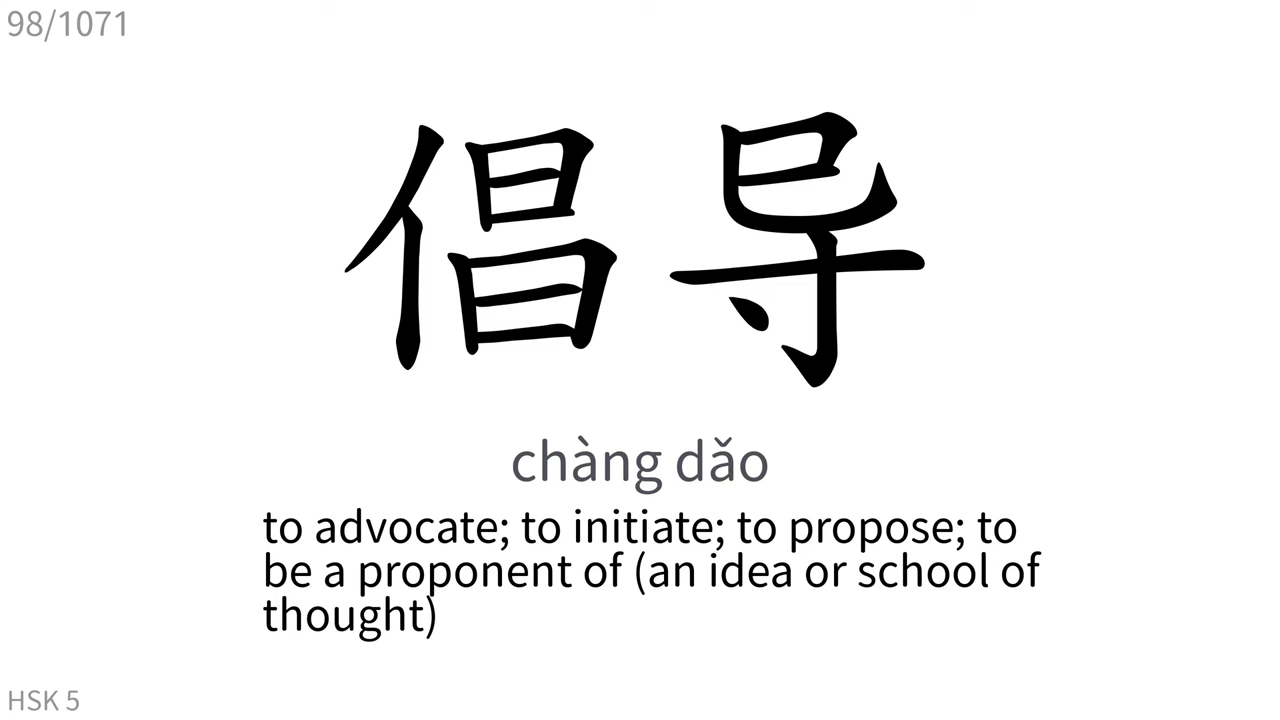 98/1071
倡导
chàng dǎo
to advocate; to initiate; to propose; to
be a proponent of (an idea or school of
thought)
HSK 5